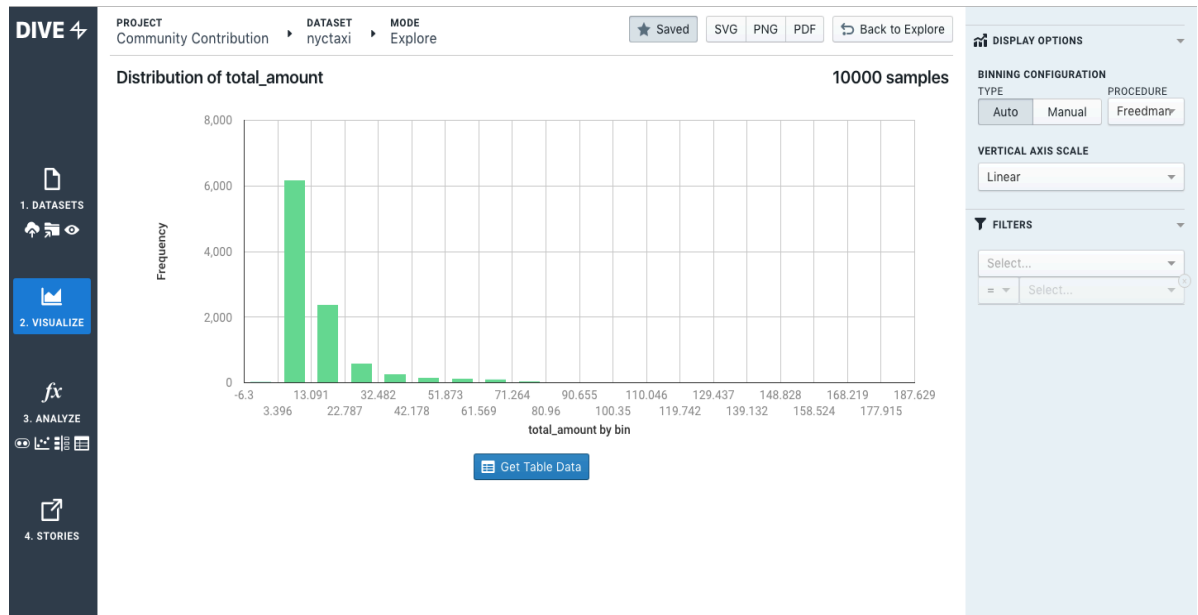 DIVE
PROJECT DATASET MODE
Community Contribution nyctaxi Explore
Saved SVG PNG PDF Back to Explore
Distribution of total_amount 10000 samples
8,000
6,000
4,000
2,000
0
Frequency
-6.3 13.091 32.482 51.873 71.264 90.655 110.046 129.437 148.828 168.219 187.629
3.396 22.787 42.178 61.569 80.96 100.35 119.742 139.132 158.524 177.915
total_amount by bin
Get Table Data
1. DATASETS
2. VISUALIZE
fx
3. ANALYZE
4. STORIES
DISPLAY OPTIONS
BINNING CONFIGURATION
TYPE PROCEDURE
Auto Manual Freedman
VERTICAL AXIS SCALE
Linear
FILTERS
Select...
= Select...